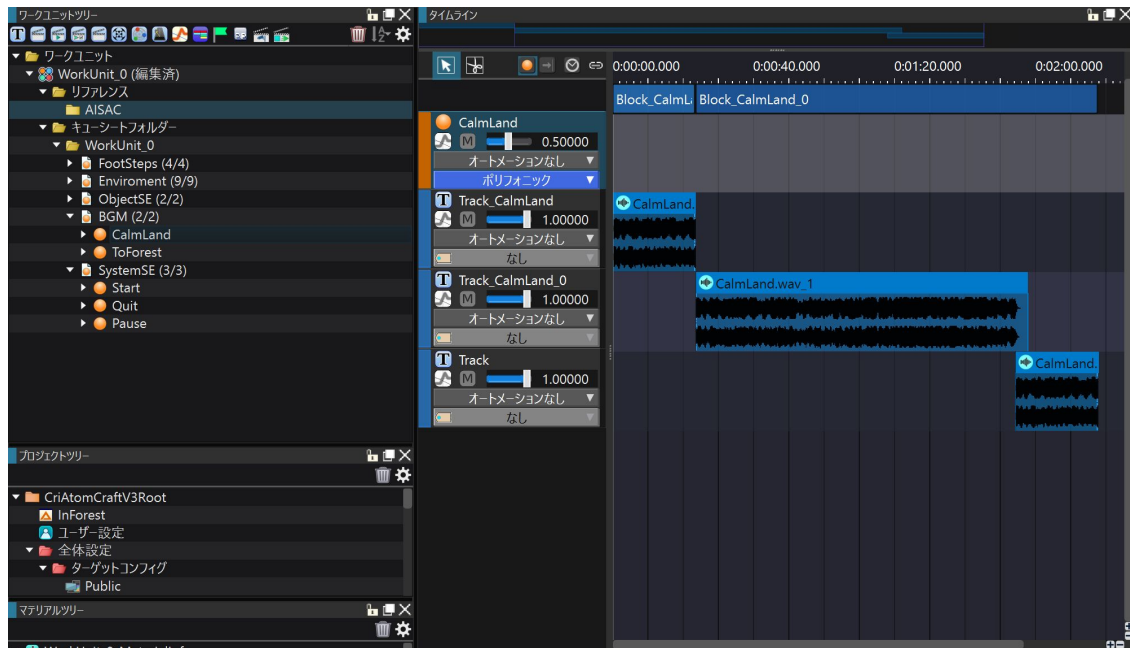 ワークユニットツリー
ワークユニット
WorkUnit_0 (編集済)
リファレンス
AISAC
キューシートフォルダー
WorkUnit_0
FootSteps (4/4)
Enviroment (9/9)
ObjectSE (2/2)
BGM (2/2)
CalmLand
ToForest
SystemSE (3/3)
Start
Quit
Pause
プロジェクトツリー
CriAtomCraftV3Root
InForest
ユーザー設定
全体設定
ターゲットコンフィグ
Public
マテリアルツリー
タイムライン
0:00:00.000 0:00:40.000 0:01:20.000 0:02:00.000
Block_CalmL Block_CalmLand_0
CalmLand
M 0.50000
オートメーションなし
ポリフォニック
T Track_CalmLand
M 1.00000
オートメーションなし
なし
CalmLand.
T Track_CalmLand_0
M 1.00000
オートメーションなし
なし
CalmLand.wav_1
T Track
M 1.00000
オートメーションなし
なし
CalmLand.